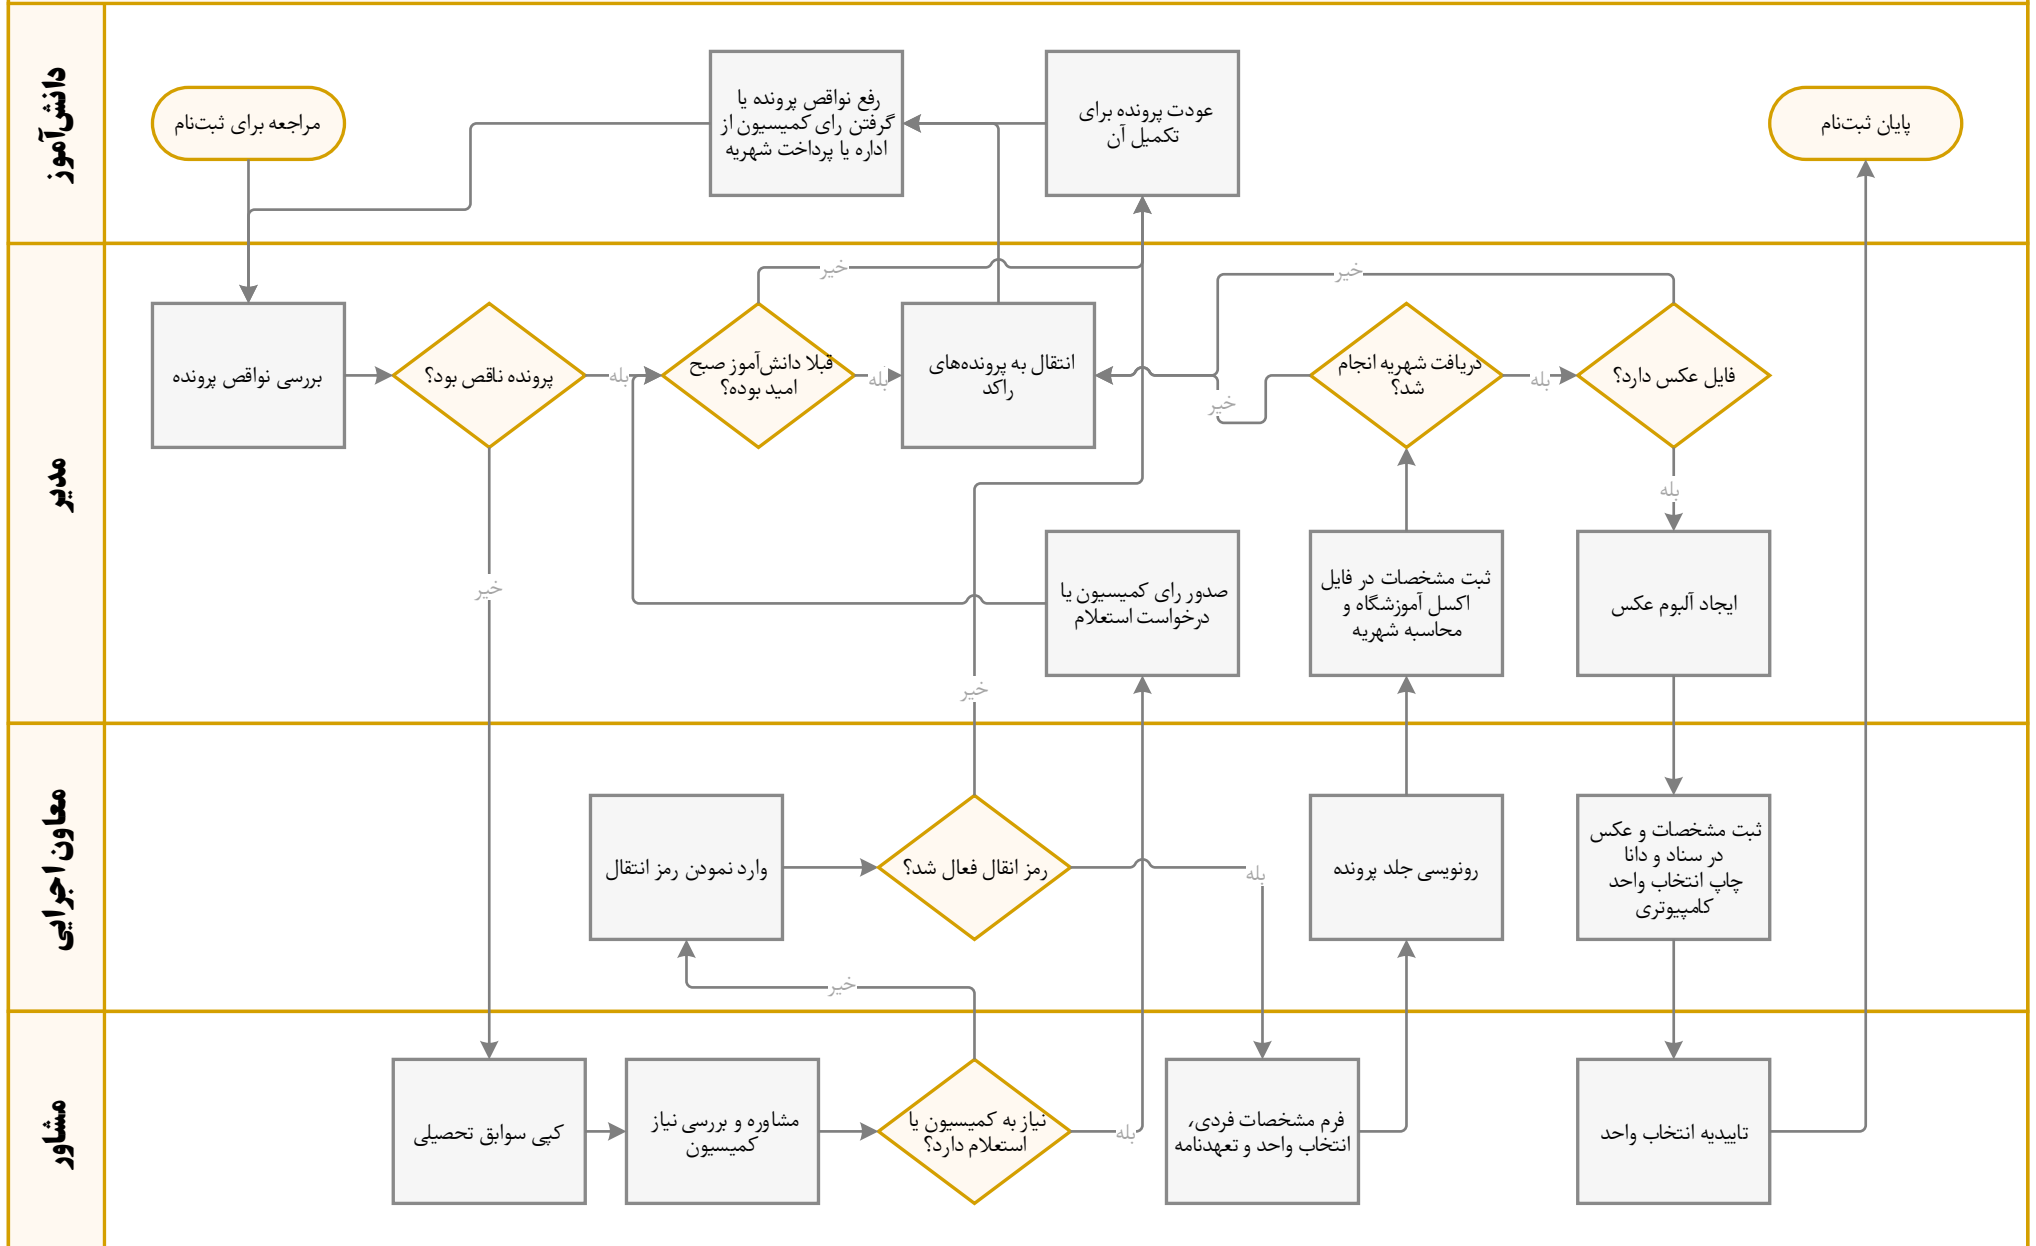 دانش‌آموز
مراجعه برای ثبت‌نام
رفع نواقص پرونده یا
گرفتن رای کمیسیون از
اداره یا پرداخت شهریه
عودت پرونده برای
تکمیل آن
پایان ثبت‌نام
مدیر
بررسی نواقص پرونده
پرونده ناقص بود؟
بله
خیر
قبلا دانش‌آموز صبح
امید بوده؟
بله
خیر
انتقال به پرونده‌های
راکد
خیر
خیر
دریافت شهریه انجام
شد؟
بله
فایل عکس دارد؟
بله
صدور رای کمیسیون یا
درخواست استعلام
ثبت مشخصات در فایل
اکسل آموزشگاه و
محاسبه شهریه
ایجاد آلبوم عکس
خیر
معاون اجرایی
وارد نمودن رمز انتقال
رمز انقال فعال شد؟
بله
رونویسی جلد پرونده
ثبت مشخصات و عکس
در سناد و دانا
چاپ انتخاب واحد
کامپیوتری
خیر
مشاور
کپی سوابق تحصیلی
مشاوره و بررسی نیاز
کمیسیون
نیاز به کمیسیون یا
استعلام دارد؟
بله
فرم مشخصات فردی،
انتخاب واحد و تعهدنامه
تاییدیه انتخاب واحد